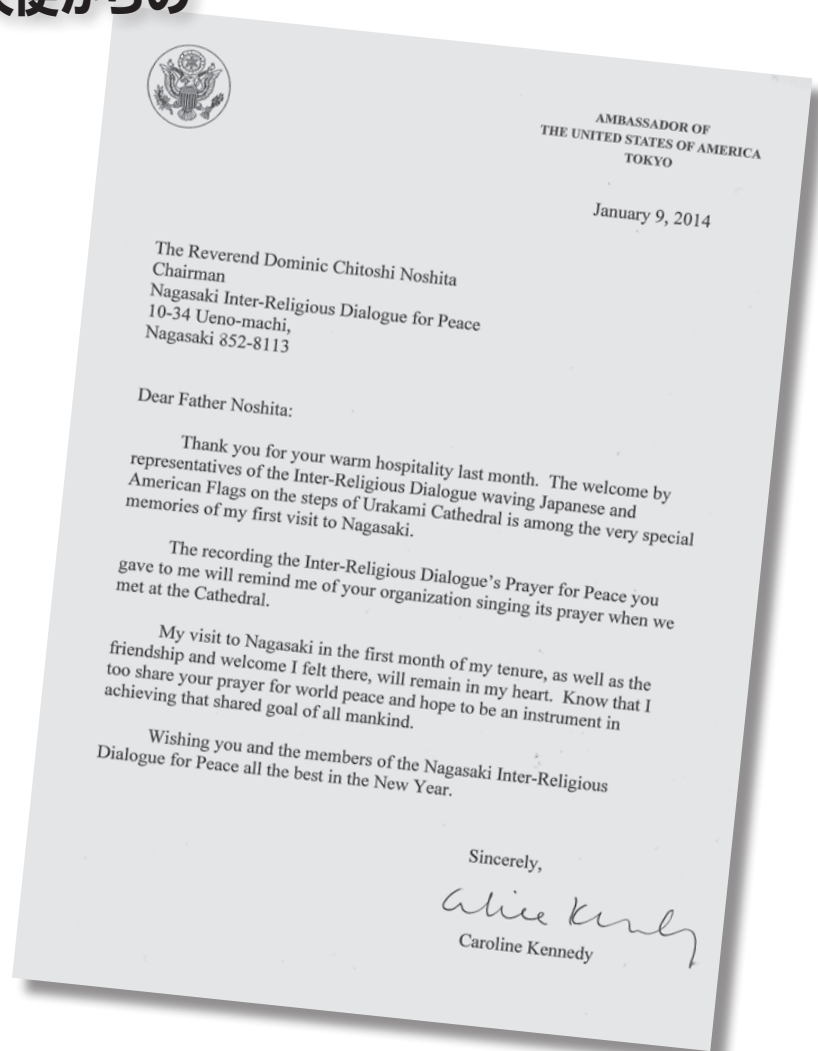 大使からの
AMBASSADOR OF
THE UNITED STATES OF AMERICA
TOKYO
January 9, 2014
The Reverend Dominic Chitoshi Noshita
Chairman
Nagasaki Inter-Religious Dialogue for Peace
10-34 Ueno-machi,
Nagasaki 852-8113
Dear Father Noshita:
Thank you for your warm hospitality last month. The welcome by
representatives of the Inter-Religious Dialogue waving Japanese and
American Flags on the steps of Urakami Cathedral is among the very special
memories of my first visit to Nagasaki.
The recording the Inter-Religious Dialogue's Prayer for Peace you
gave to me will remind me of your organization singing its prayer when we
met at the Cathedral.
My visit to Nagasaki in the first month of my tenure, as well as the
friendship and welcome I felt there, will remain in my heart. Know that I
too share your prayer for world peace and hope to be an instrument in
achieving that shared goal of all mankind.
Wishing you and the members of the Nagasaki Inter-Religious
Dialogue for Peace all the best in the New Year.
Sincerely,
Caroline Kennedy